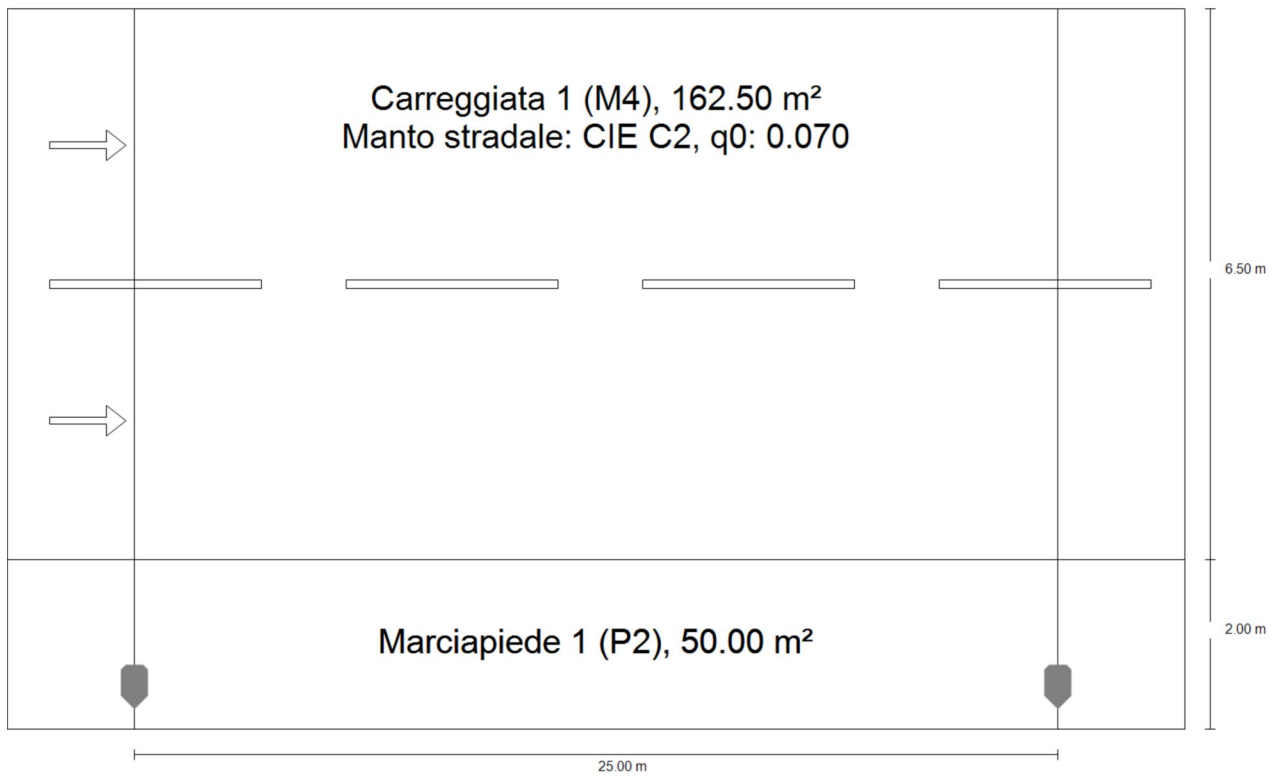 Carreggiata 1 (M4), 162.50 m²
Manto stradale: CIE C2, q0: 0.070
6.50 m
Marciapiede 1 (P2), 50.00 m²
2.00 m
25.00 m